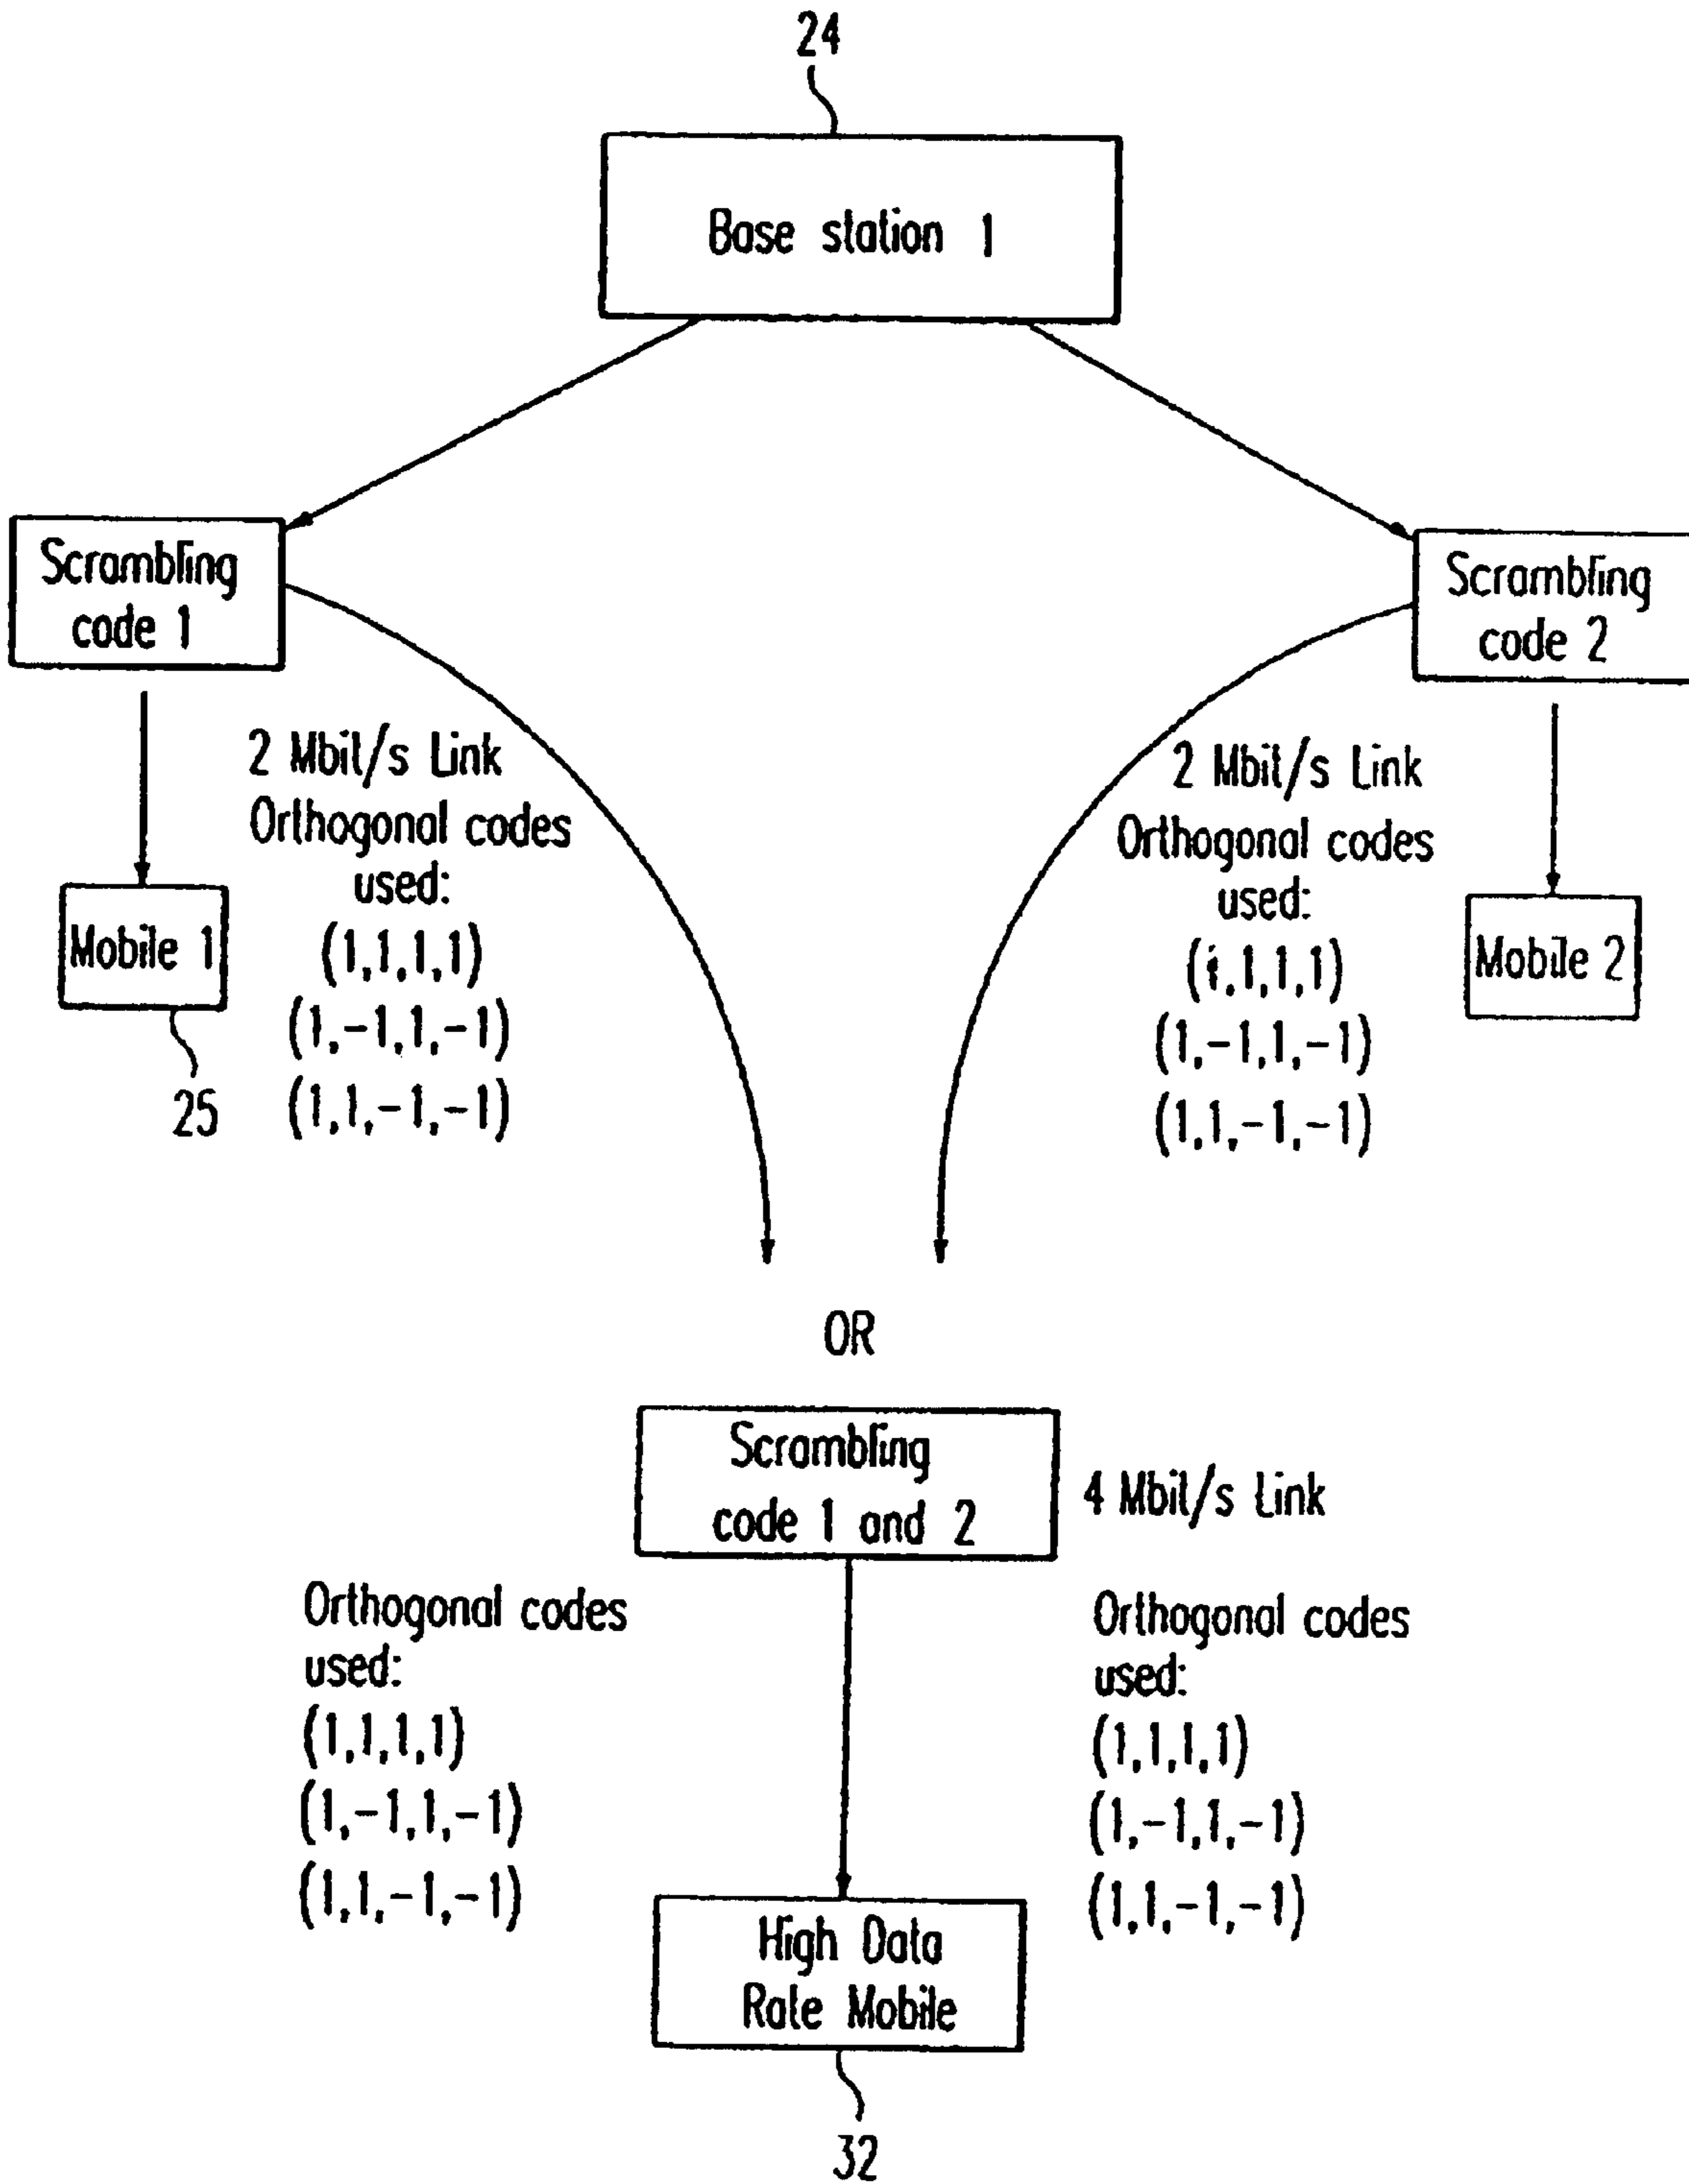 24
Base station 1
Scrambling
code 1
Scrambling
code 2
2 Mbit/s Link
Orthogonal codes
used:
(1,1,1,1)
(1,-1,1,-1)
(1,1,-1,-1)
2 Mbit/s Link
Orthogonal codes
used:
(1,1,1,1)
(1,-1,1,-1)
(1,1,-1,-1)
Mobile 1
25
Mobile 2
OR
Scrambling
code 1 and 2
4 Mbit/s Link
Orthogonal codes
used:
(1,1,1,1)
(1,-1,1,-1)
(1,1,-1,-1)
Orthogonal codes
used:
(1,1,1,1)
(1,-1,1,-1)
(1,1,-1,-1)
High Data
Rate Mobile
32